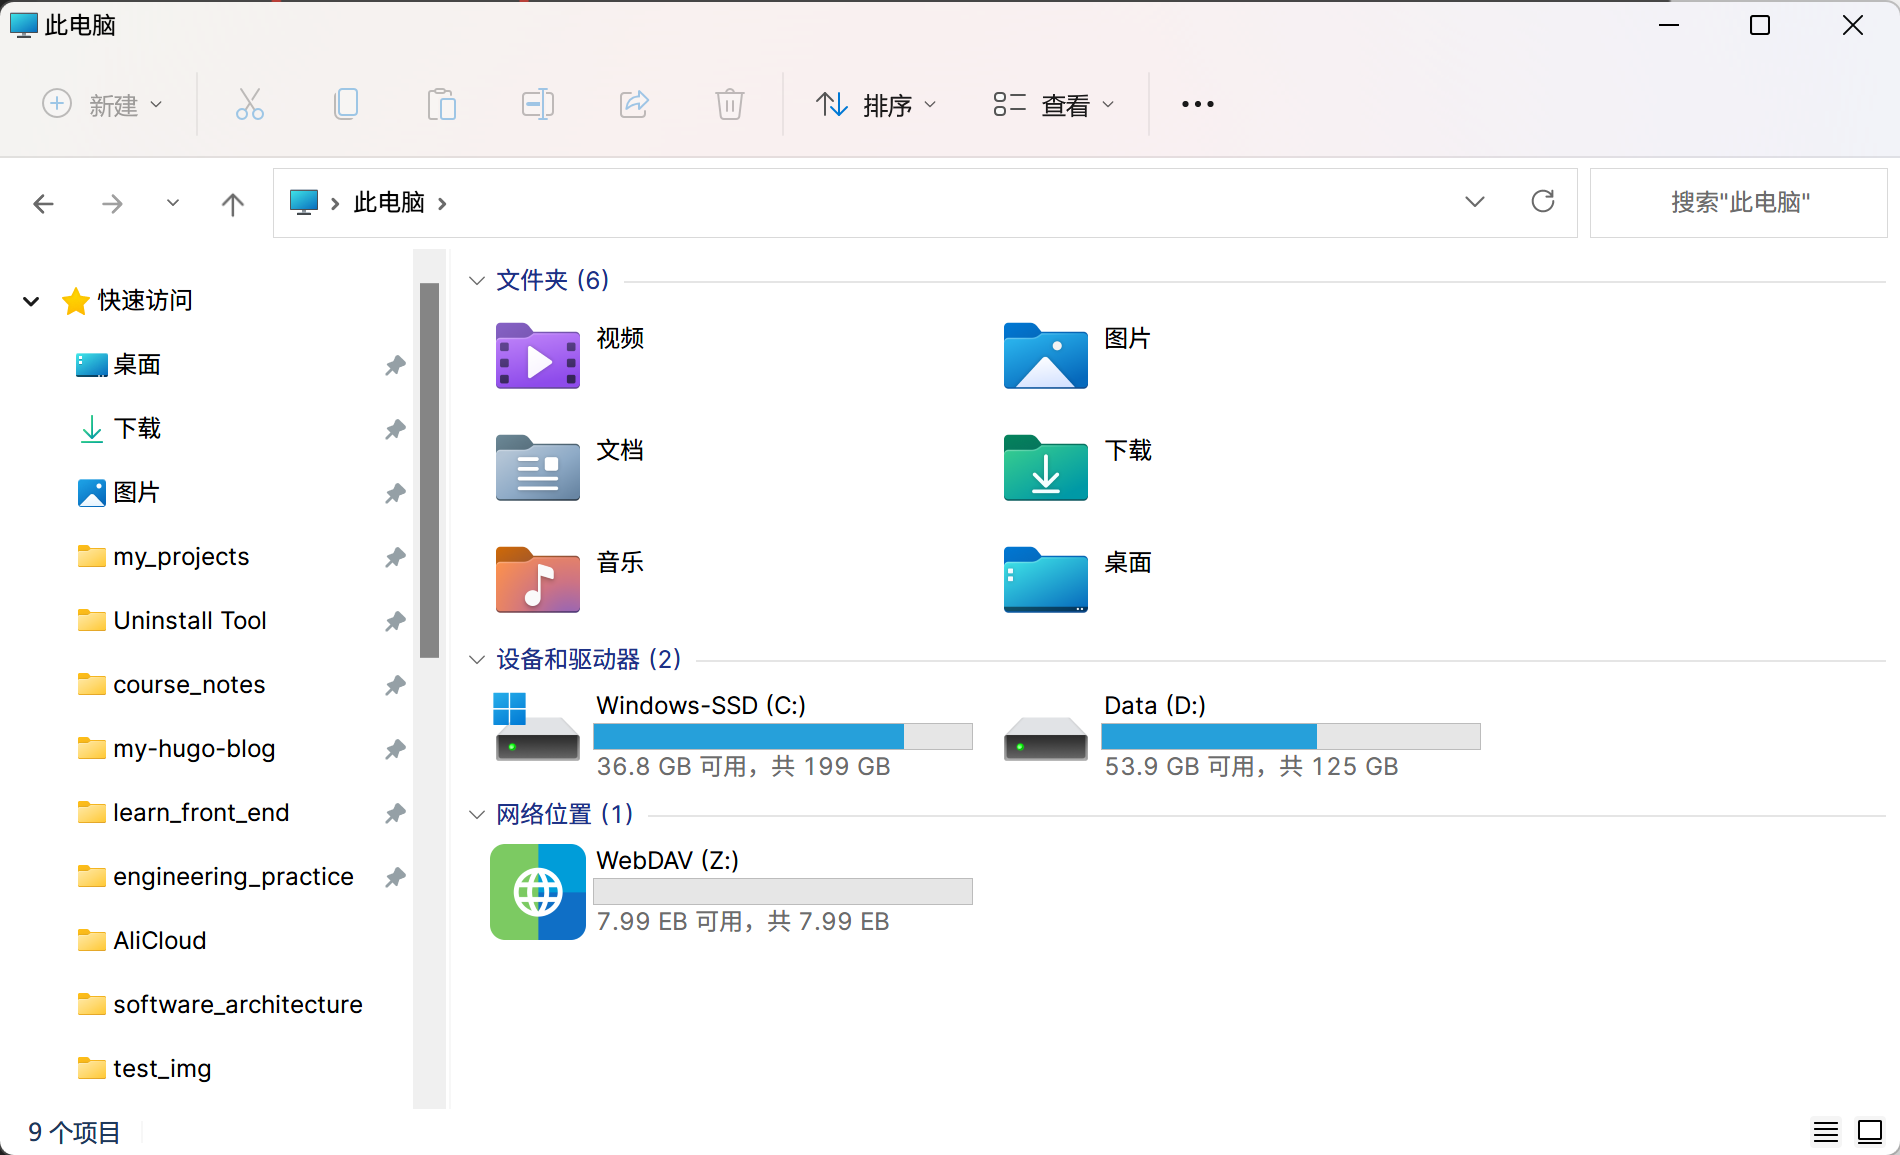 此电脑
新建
排序
查看
此电脑
搜索"此电脑"
快速访问
桌面
下载
图片
my_projects
Uninstall Tool
course_notes
my-hugo-blog
learn_front_end
engineering_practice
AliCloud
software_architecture
test_img
文件夹 (6)
视频
图片
文档
下载
音乐
桌面
设备和驱动器 (2)
Windows-SSD (C:)
36.8 GB 可用，共 199 GB
Data (D:)
53.9 GB 可用，共 125 GB
网络位置 (1)
WebDAV (Z:)
7.99 EB 可用，共 7.99 EB
9 个项目